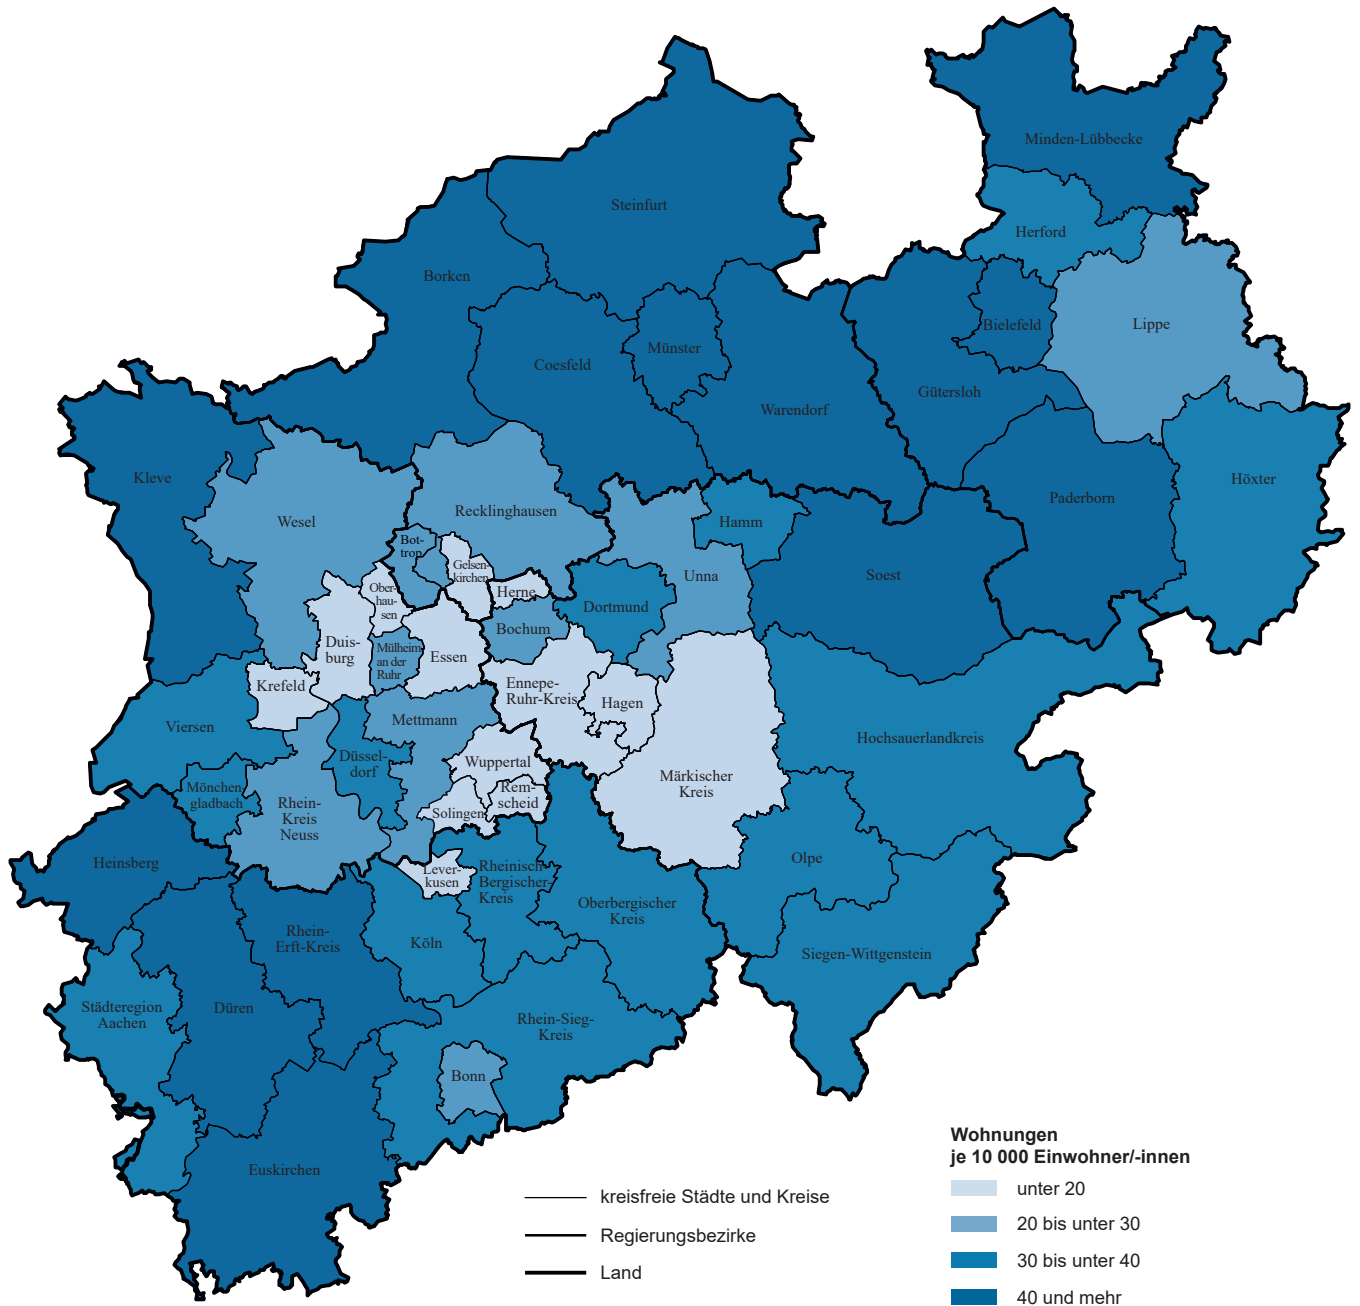 Minden-Lübbecke
Steinfurt
Herford
Borken
Lippe
Bielefeld
Münster
Coesfeld
Gütersloh
Warendorf
Kleve
Höxter
Paderborn
Wesel
Recklinghausen
Hamm
Bot-
trop
Gelsen-
kirchen
Soest
Unna
Ober-
hau-
sen
Herne
Dortmund
Bochum
Duis-
burg
Mülheim
an der
Ruhr
Essen
Krefeld
Ennepe-
Ruhr-Kreis
Hagen
Viersen
Mettmann
Hochsauerlandkreis
Düssel-
dorf
Wuppertal
Märkischer
Kreis
Mönchen
gladbach
Rem-
scheid
Rhein-
Kreis
Neuss
Solingen
Heinsberg
Olpe
Lever-
kusen
Rheinisch-
Bergischer-
Kreis
Oberbergischer
Kreis
Rhein-
Erft-Kreis
Köln
Siegen-Wittgenstein
Städteregion
Aachen
Düren
Rhein-Sieg-
Kreis
Bonn
Euskirchen
kreisfreie Städte und Kreise
Regierungsbezirke
Land
Wohnungen
je 10 000 Einwohner/-innen
unter 20
20 bis unter 30
30 bis unter 40
40 und mehr